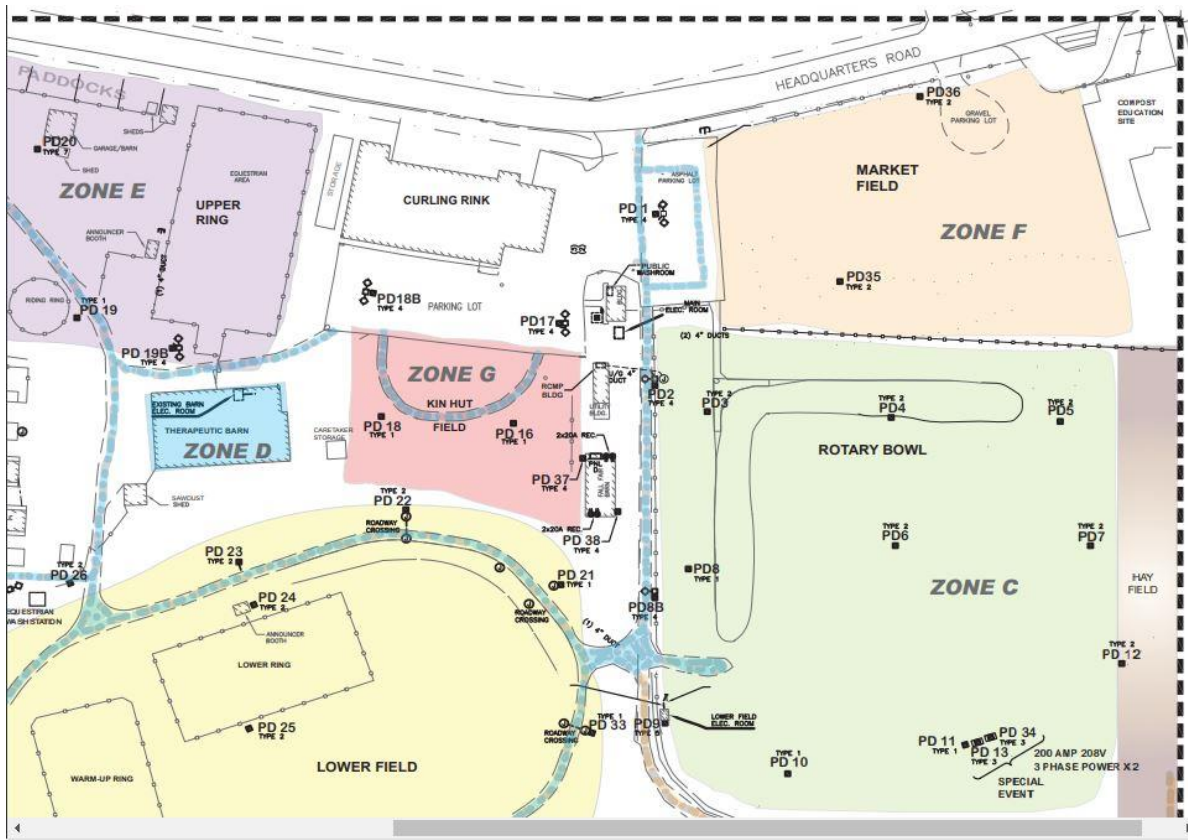 HEADQUARTERS ROAD
PADDOCKS
SHEDS
PD20
TYPE 7
GARAGE/BARN
SHED
ZONE E
EQUESTRIAN
AREA
UPPER
RING
ANNOUNCER
BOOTH
(1) 4" DUCT
RIDING RING
TYPE 1
PD 19
PD 19B
TYPE 4
STORAGE
CURLING RINK
PD18B
TYPE 4
PARKING LOT
PD17
TYPE 4
ASPHALT
PARKING LOT
PD 1
TYPE 4
PUBLIC
WASHROOM
BLDG
MAIN
ELEC. ROOM
(2) 4" DUCTS
PD36
TYPE 2
GRAVEL
PARKING LOT
COMPOST
EDUCATION
SITE
MARKET
FIELD
ZONE F
PD35
TYPE 2
ZONE G
KIN HUT
FIELD
PD 18
TYPE 1
PD 16
TYPE 1
RCMP
BLDG
U/G 4"
DUCT
UTILITY
BLDG.
PD2
TYPE 4
TYPE 2
PD3
TYPE 2
PD4
TYPE 2
PD5
ROTARY BOWL
EXISTING BARN
ELEC. ROOM
THERAPEUTIC BARN
ZONE D
CARETAKER
STORAGE
SAWDUST
SHED
2x20A REC.
PNL
D
FALL FAIR
BARN
PD 37
TYPE 4
2x20A REC.
PD 38
TYPE 4
TYPE 2
PD 22
ROADWAY
CROSSING
PD 23
TYPE 2
TYPE 2
PD 26
EQUESTRIAN
WASH STATION
PD 24
TYPE 2
ANNOUNCER
BOOTH
LOWER RING
PD 25
TYPE 2
WARM-UP RING
LOWER FIELD
PD 21
TYPE 1
ROADWAY
CROSSING
(1) 4" DUCT
TYPE 1
PD 33
ROADWAY
CROSSING
PD8
TYPE 1
PD8B
TYPE 4
TYPE 2
PD6
TYPE 2
PD7
ZONE C
HAY
FIELD
TYPE 2
PD 12
PD9
LOWER FIELD
ELEC. ROOM
TYPE 1
PD 10
PD 11
TYPE 1
PD 13
TYPE 3
PD 34
TYPE 3
200 AMP 208V
3 PHASE POWER X 2
SPECIAL
EVENT